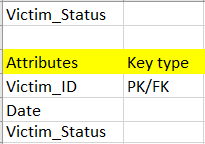 Victim_Status
Attributes Key type
Victim_ID PK/FK
Date
Victim_Status